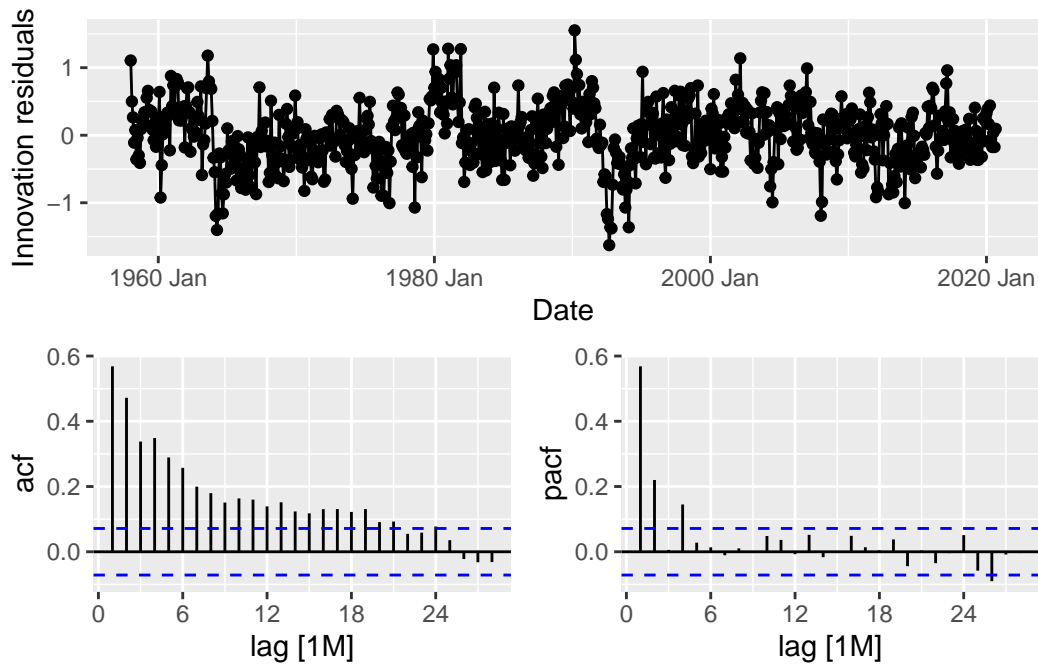 Innovation residuals
1
0
−1
1960 Jan
1980 Jan
2000 Jan
2020 Jan
Date
acf
0.6
0.4
0.2
0.0
0
6
12
18
24
lag [1M]
pacf
0.6
0.4
0.2
0.0
0
6
12
18
24
lag [1M]